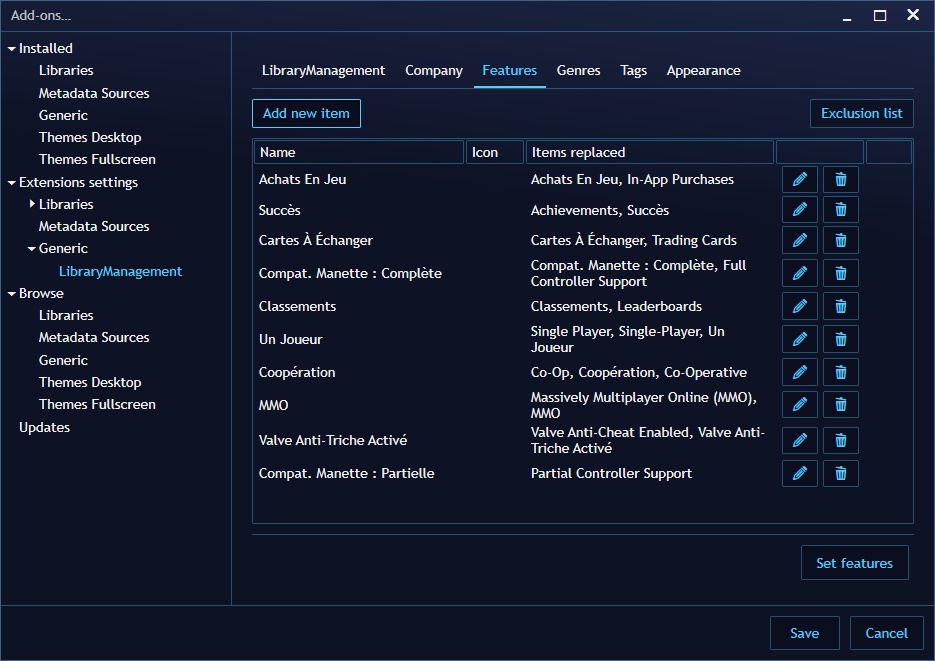 Add-ons...
Installed
Libraries
Metadata Sources
Generic
Themes Desktop
Themes Fullscreen
Extensions settings
Libraries
Metadata Sources
Generic
LibraryManagement
Browse
Libraries
Metadata Sources
Generic
Themes Desktop
Themes Fullscreen
Updates
LibraryManagement Company Features Genres Tags Appearance
Add new item Exclusion list
Name Icon Items replaced
Achats En Jeu Achats En Jeu, In-App Purchases
Succès Achievements, Succès
Cartes À Échanger Cartes À Échanger, Trading Cards
Compat. Manette : Complète Compat. Manette : Complète, Full
Controller Support
Classements Classements, Leaderboards
Un Joueur Single Player, Single-Player, Un
Joueur
Coopération Co-Op, Coopération, Co-Operative
MMO Massively Multiplayer Online (MMO),
MMO
Valve Anti-Triche Activé Valve Anti-Cheat Enabled, Valve Anti-
Triche Activé
Compat. Manette : Partielle Partial Controller Support
Set features
Save Cancel